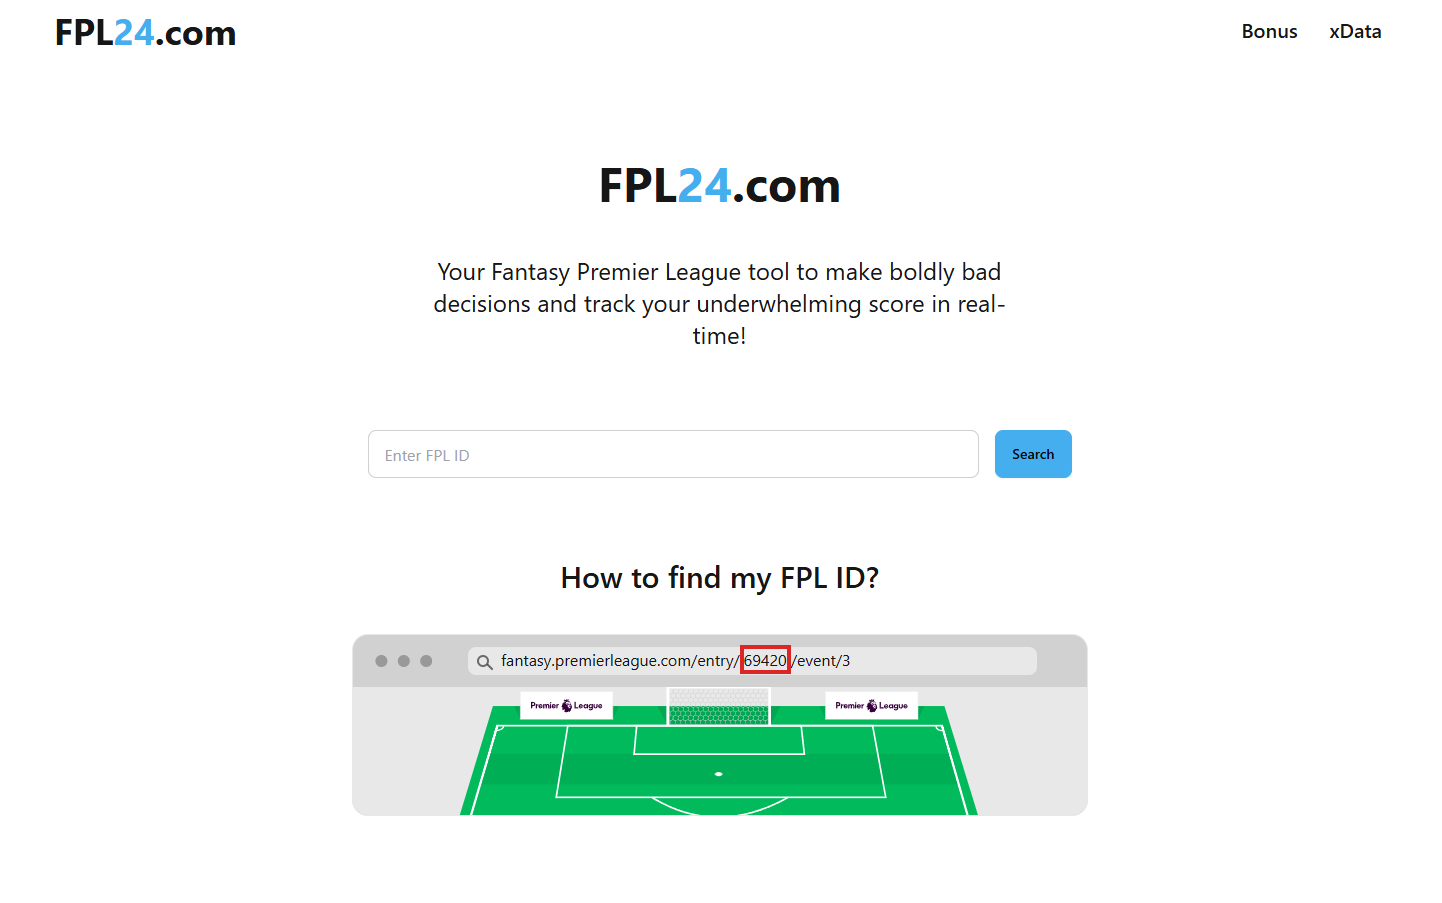 FPL24.com
Bonus
xData
FPL24.com
Your Fantasy Premier League tool to make boldly bad
decisions and track your underwhelming score in real-
time!
Enter FPL ID
Search
How to find my FPL ID?
fantasy.premierleague.com/entry/69420/event/3
Premier League
Premier League